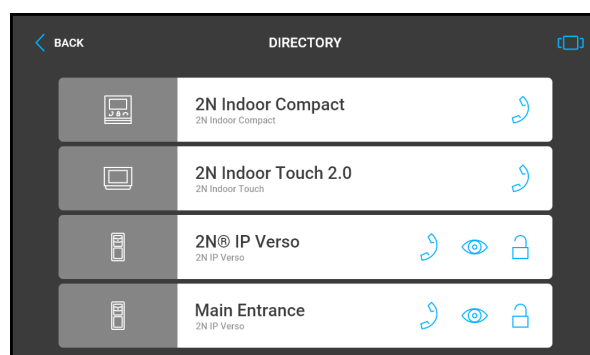 BACK
DIRECTORY
2N Indoor Compact
2N Indoor Compact
2N Indoor Touch 2.0
2N Indoor Touch
2N® IP Verso
2N IP Verso
Main Entrance
2N IP Verso